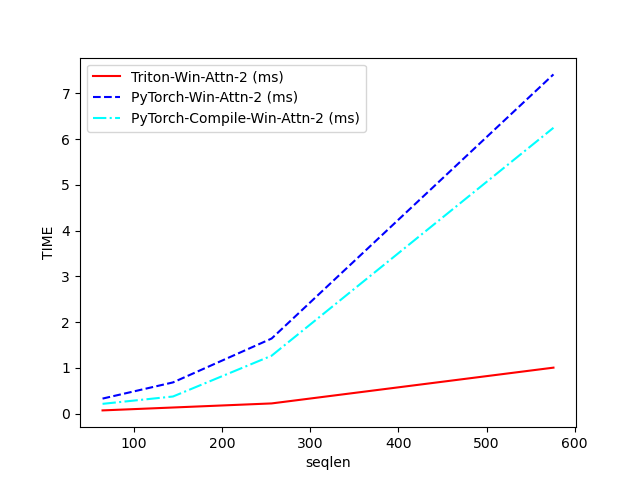 Triton-Win-Attn-2 (ms)
PyTorch-Win-Attn-2 (ms)
PyTorch-Compile-Win-Attn-2 (ms)
7
6
5
4
3
2
1
0
TIME
100 200 300 400 500 600
seqlen